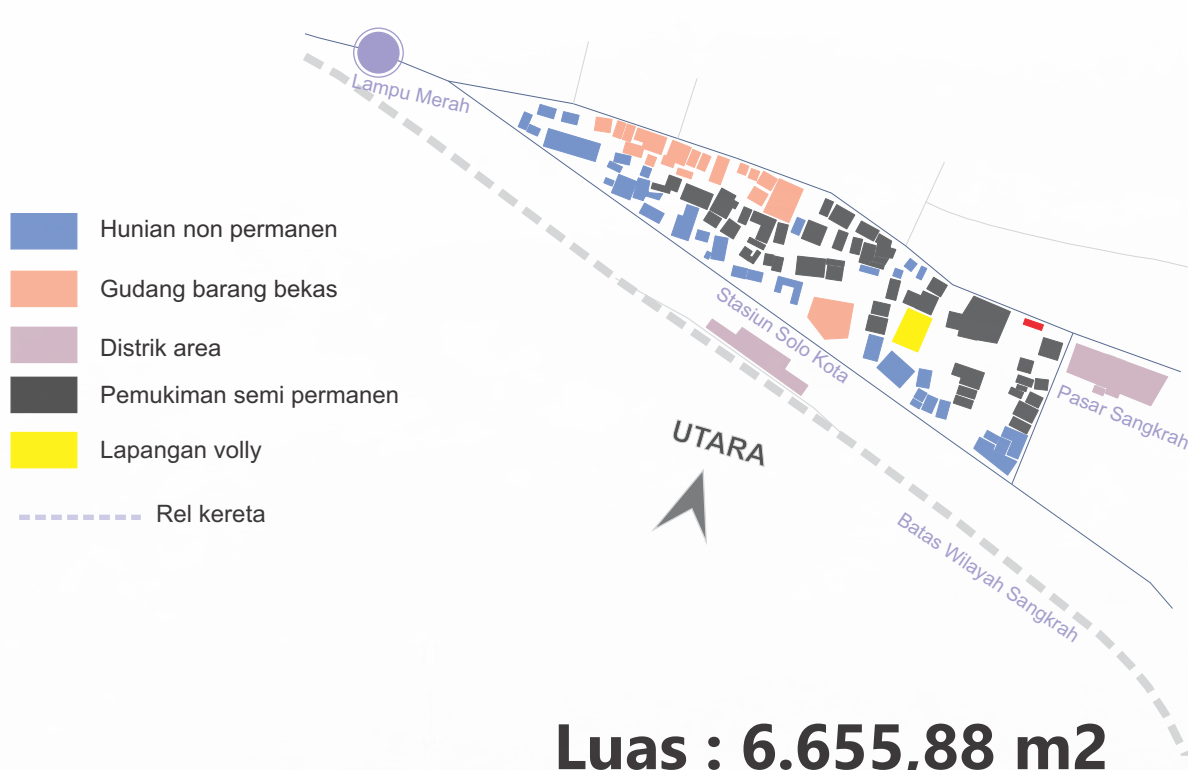 Lampu Merah
Hunian non permanen
Gudang barang bekas
Distrik area
Pemukiman semi permanen
Lapangan volly
Rel kereta
Stasiun Solo Kota
Pasar Sangkrah
UTARA
Batas Wilayah Sangkrah
Luas : 6.655,88 m2